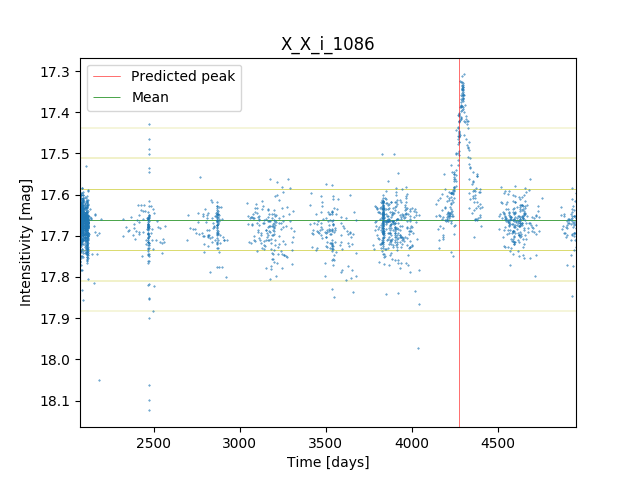 X_X_i_1086
Predicted peak
Mean
Intensitivity [mag]
17.3
17.4
17.5
17.6
17.7
17.8
17.9
18.0
18.1
2500
3000
3500
4000
4500
Time [days]